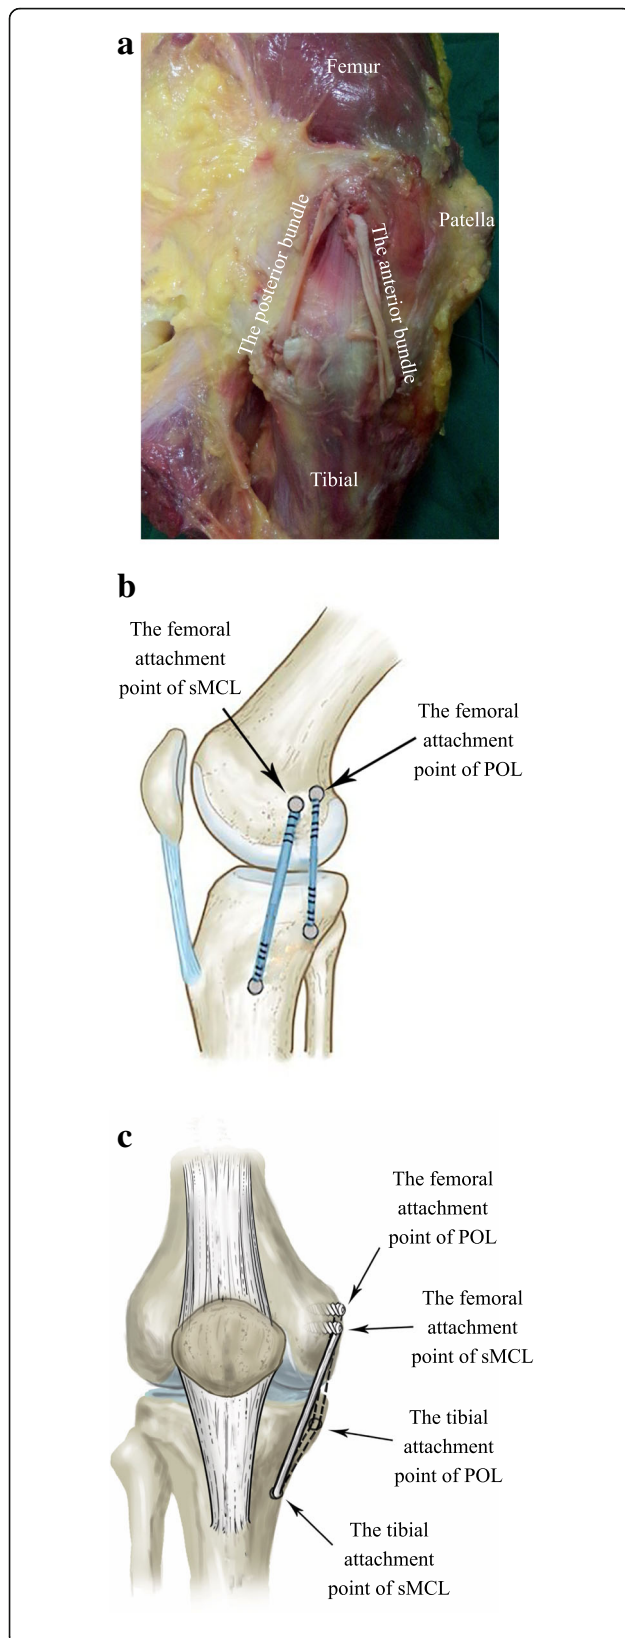 a
Femur
Patella
The posterior bundle
The anterior bundle
Tibial
b
The femoral
attachment
point of sMCL
The femoral
attachment
point of POL
c
The femoral
attachment
point of POL
The femoral
attachment
point of sMCL
The tibial
attachment
point of POL
The tibial
attachment
point of sMCL